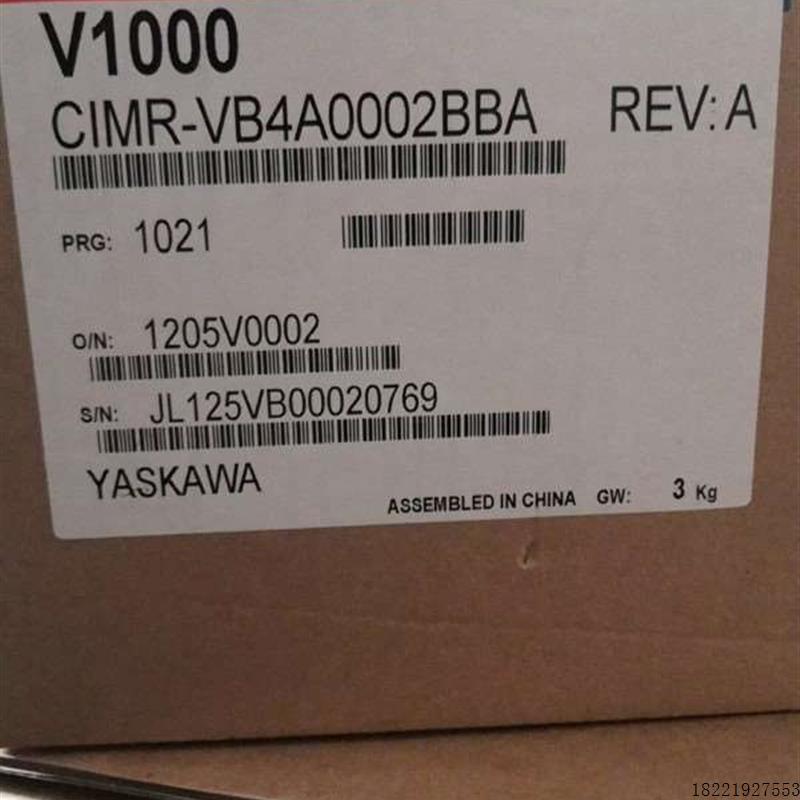 V1000
CIMR-VB4A0002BBA REV: A
PRG: 1021
O/N: 1205V0002
S/N: JL125VB00020769
YASKAWA
ASSEMBLED IN CHINA GW: 3 Kg
18221927553